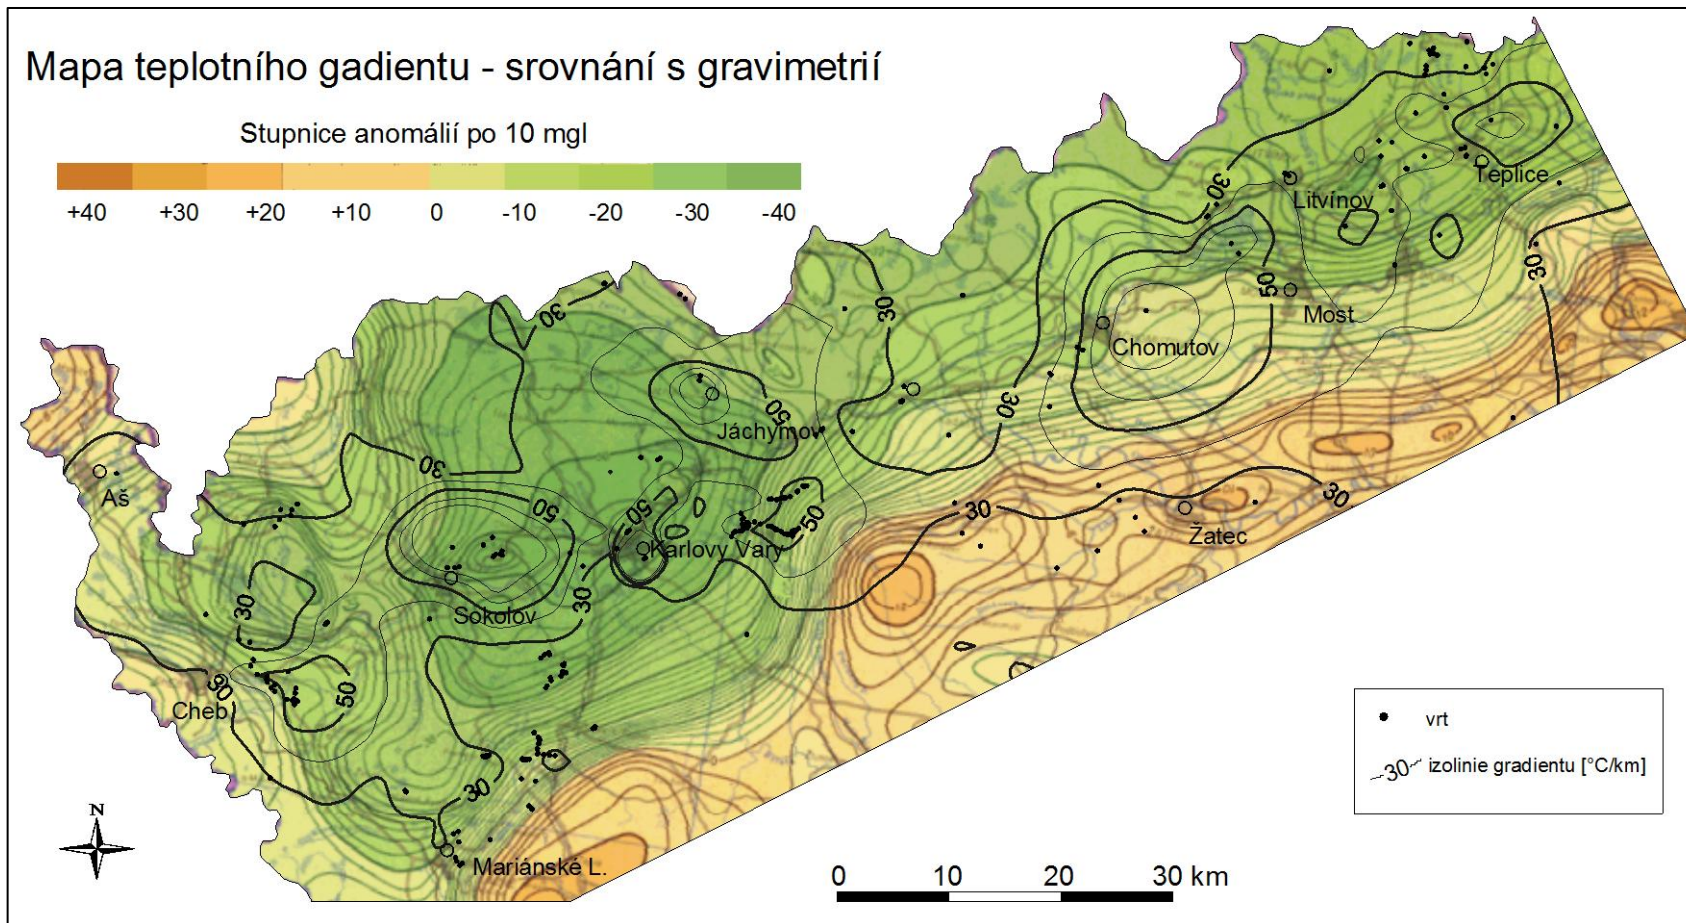 Mapa teplotního gadientu - srovnání s gravimetrií
Stupnice anomálií po 10 mgl
+40 +30 +20 +10 0 -10 -20 -30 -40
30
Teplice
30
Litvínov
30
30
30
50
Most
Chomutov
50
30
Jáchymov
30
Aš
50
50
50
30
30
Žatec
Karlovy Vary
30
30
Sokolov
30
50
Cheb
30
Mariánské L.
vrt
30 izolinie gradientu [°C/km]
N
0 10 20 30 km